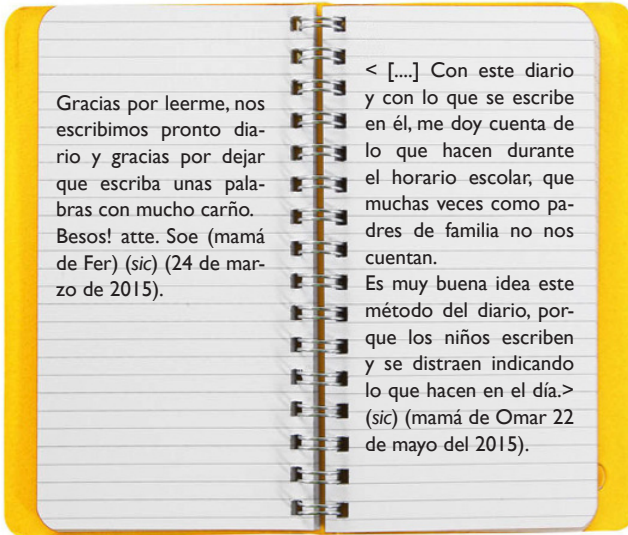 Gracias por leerme, nos
escribimos pronto dia-
rio y gracias por dejar
que escriba unas pala-
bras con mucho carño.
Besos! atte. Soe (mamá
de Fer) (sic) (24 de mar-
zo de 2015).
< [....] Con este diario
y con lo que se escribe
en él, me doy cuenta de
lo que hacen durante
el horario escolar, que
muchas veces como pa-
dres de familia no nos
cuentan.
Es muy buena idea este
método del diario, por-
que los niños escriben
y se distraen indicando
lo que hacen en el día.>
(sic) (mamá de Omar 22
de mayo del 2015).